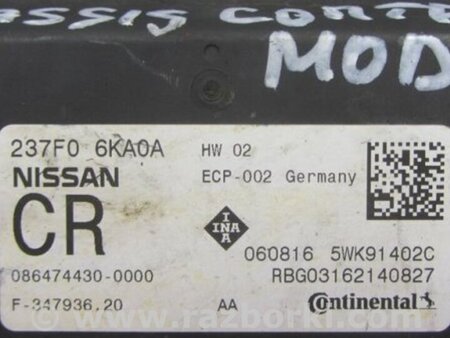 MOD
237F0 6KA0A HW 02
NISSAN ECP-002 Germany
CR
INA
060816 5WK91402C
086474430-0000 RBG03162140827
F-347936.20 AA Continental
www.razborki.com